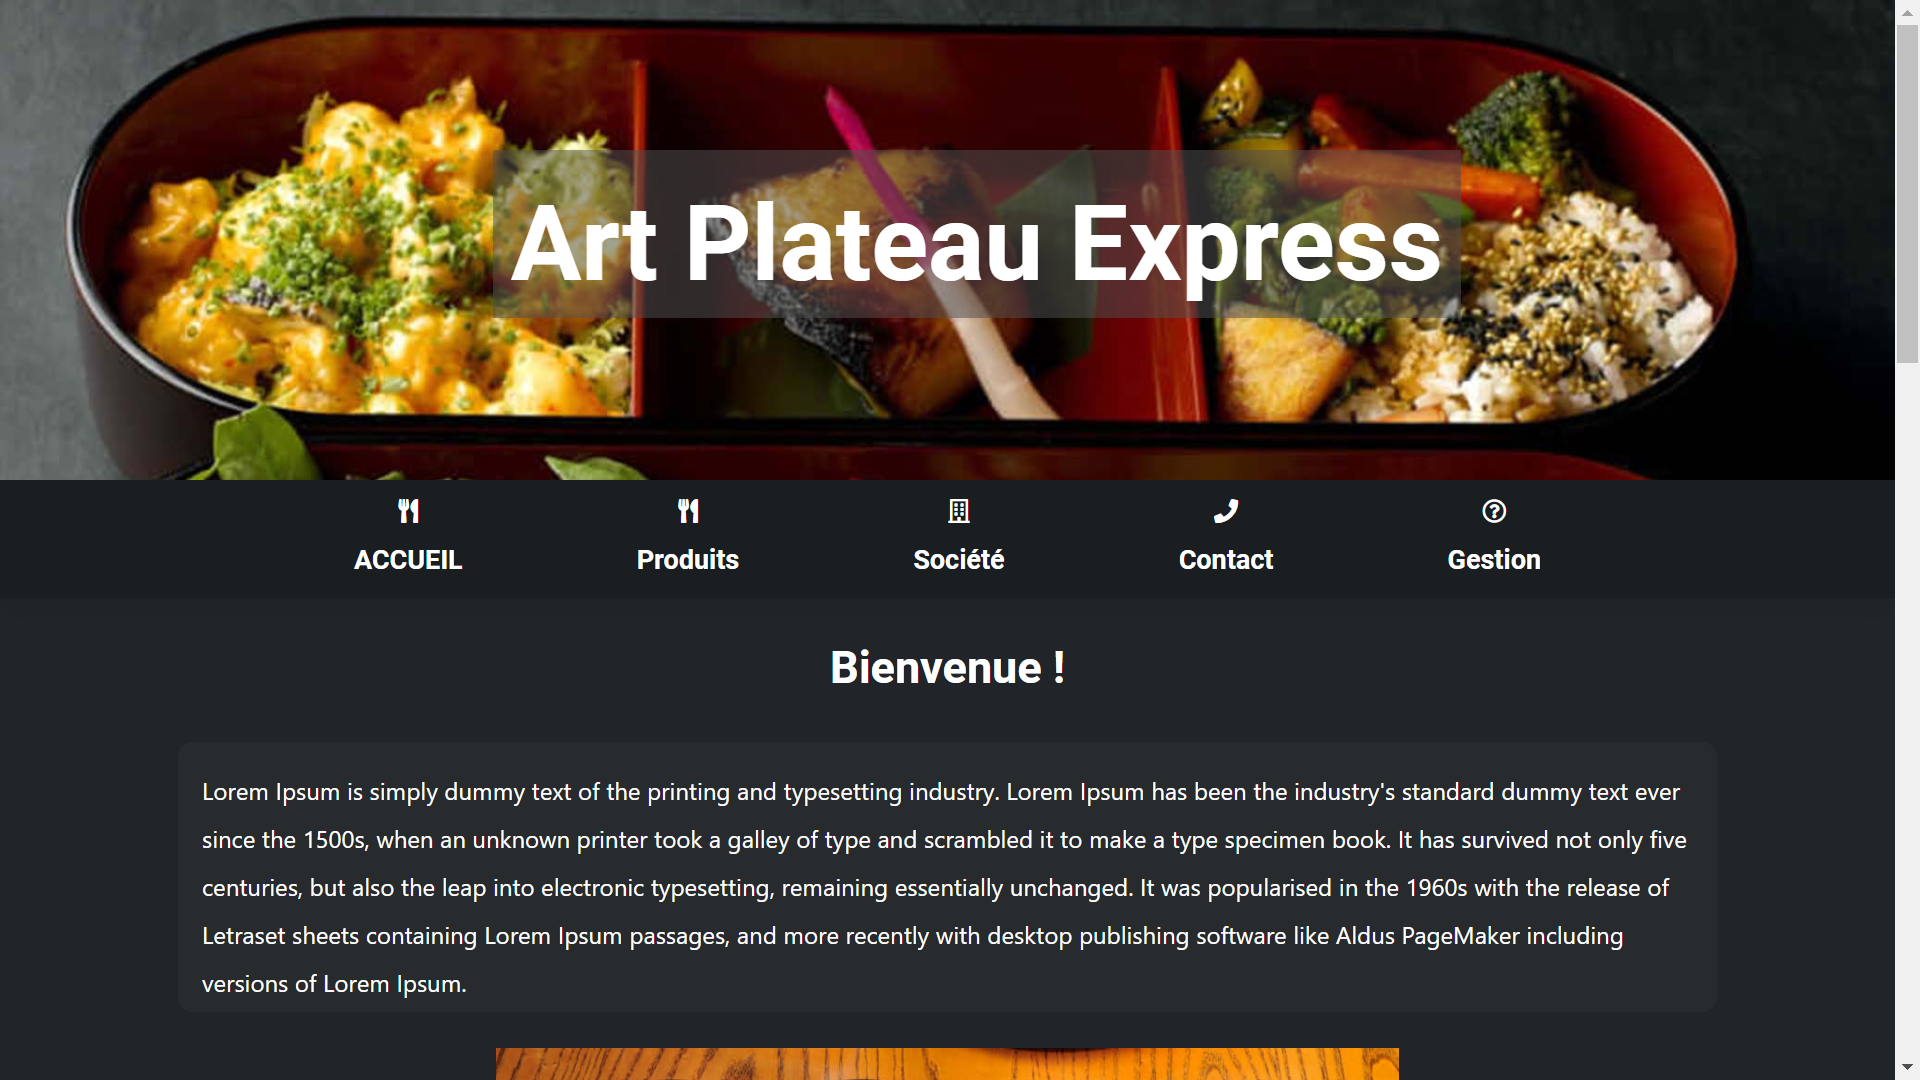 Art Plateau Express
ACCUEIL
Produits
Société
Contact
Gestion
Bienvenue !
Lorem Ipsum is simply dummy text of the printing and typesetting industry. Lorem Ipsum has been the industry's standard dummy text ever
since the 1500s, when an unknown printer took a galley of type and scrambled it to make a type specimen book. It has survived not only five
centuries, but also the leap into electronic typesetting, remaining essentially unchanged. It was popularised in the 1960s with the release of
Letraset sheets containing Lorem Ipsum passages, and more recently with desktop publishing software like Aldus PageMaker including
versions of Lorem Ipsum.